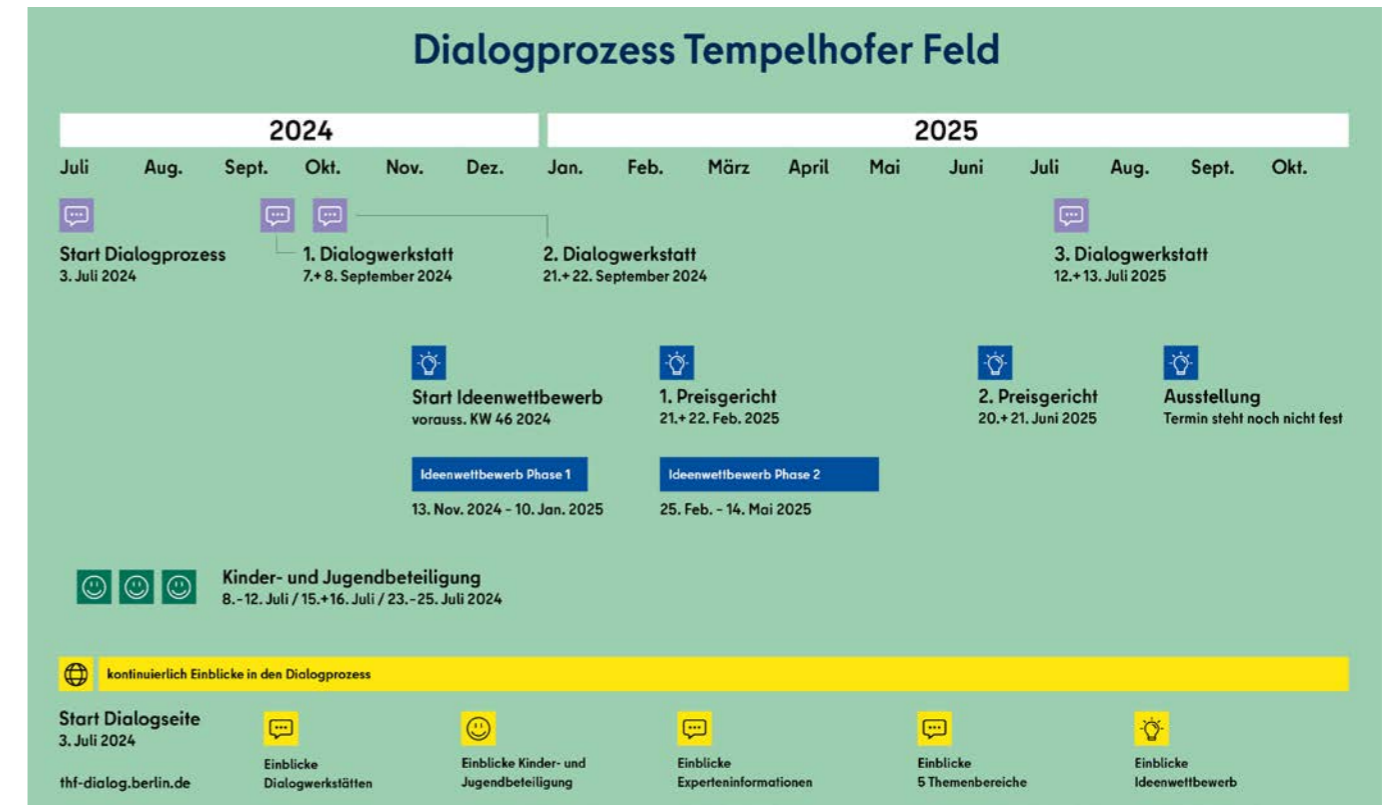 Dialogprozess Tempelhofer Feld
2024
2025
Juli
Aug.
Sept.
Okt.
Nov.
Dez.
Jan.
Feb.
März
April
Mai
Juni
Juli
Aug.
Sept.
Okt.
Start Dialogprozess
3. Juli 2024
1. Dialogwerkstatt
7.+ 8. September 2024
2. Dialogwerkstatt
21.+ 22. September 2024
3. Dialogwerkstatt
12.+ 13. Juli 2025
Start Ideenwettbewerb
vorauss. KW 46 2024
1. Preisgericht
21.+ 22. Feb. 2025
2. Preisgericht
20.+ 21. Juni 2025
Ausstellung
Termin steht noch nicht fest
Ideenwettbewerb Phase 1
13. Nov. 2024 – 10. Jan. 2025
Ideenwettbewerb Phase 2
25. Feb. – 14. Mai 2025
Kinder- und Jugendbeteiligung
8.–12. Juli / 15.+16. Juli / 23.–25. Juli 2024
kontinuierlich Einblicke in den Dialogprozess
Start Dialogseite
3. Juli 2024
thf-dialog.berlin.de
Einblicke
Dialogwerkstätten
Einblicke Kinder- und
Jugendbeteiligung
Einblicke
Experteninformationen
Einblicke
5 Themenbereiche
Einblicke
Ideenwettbewerb